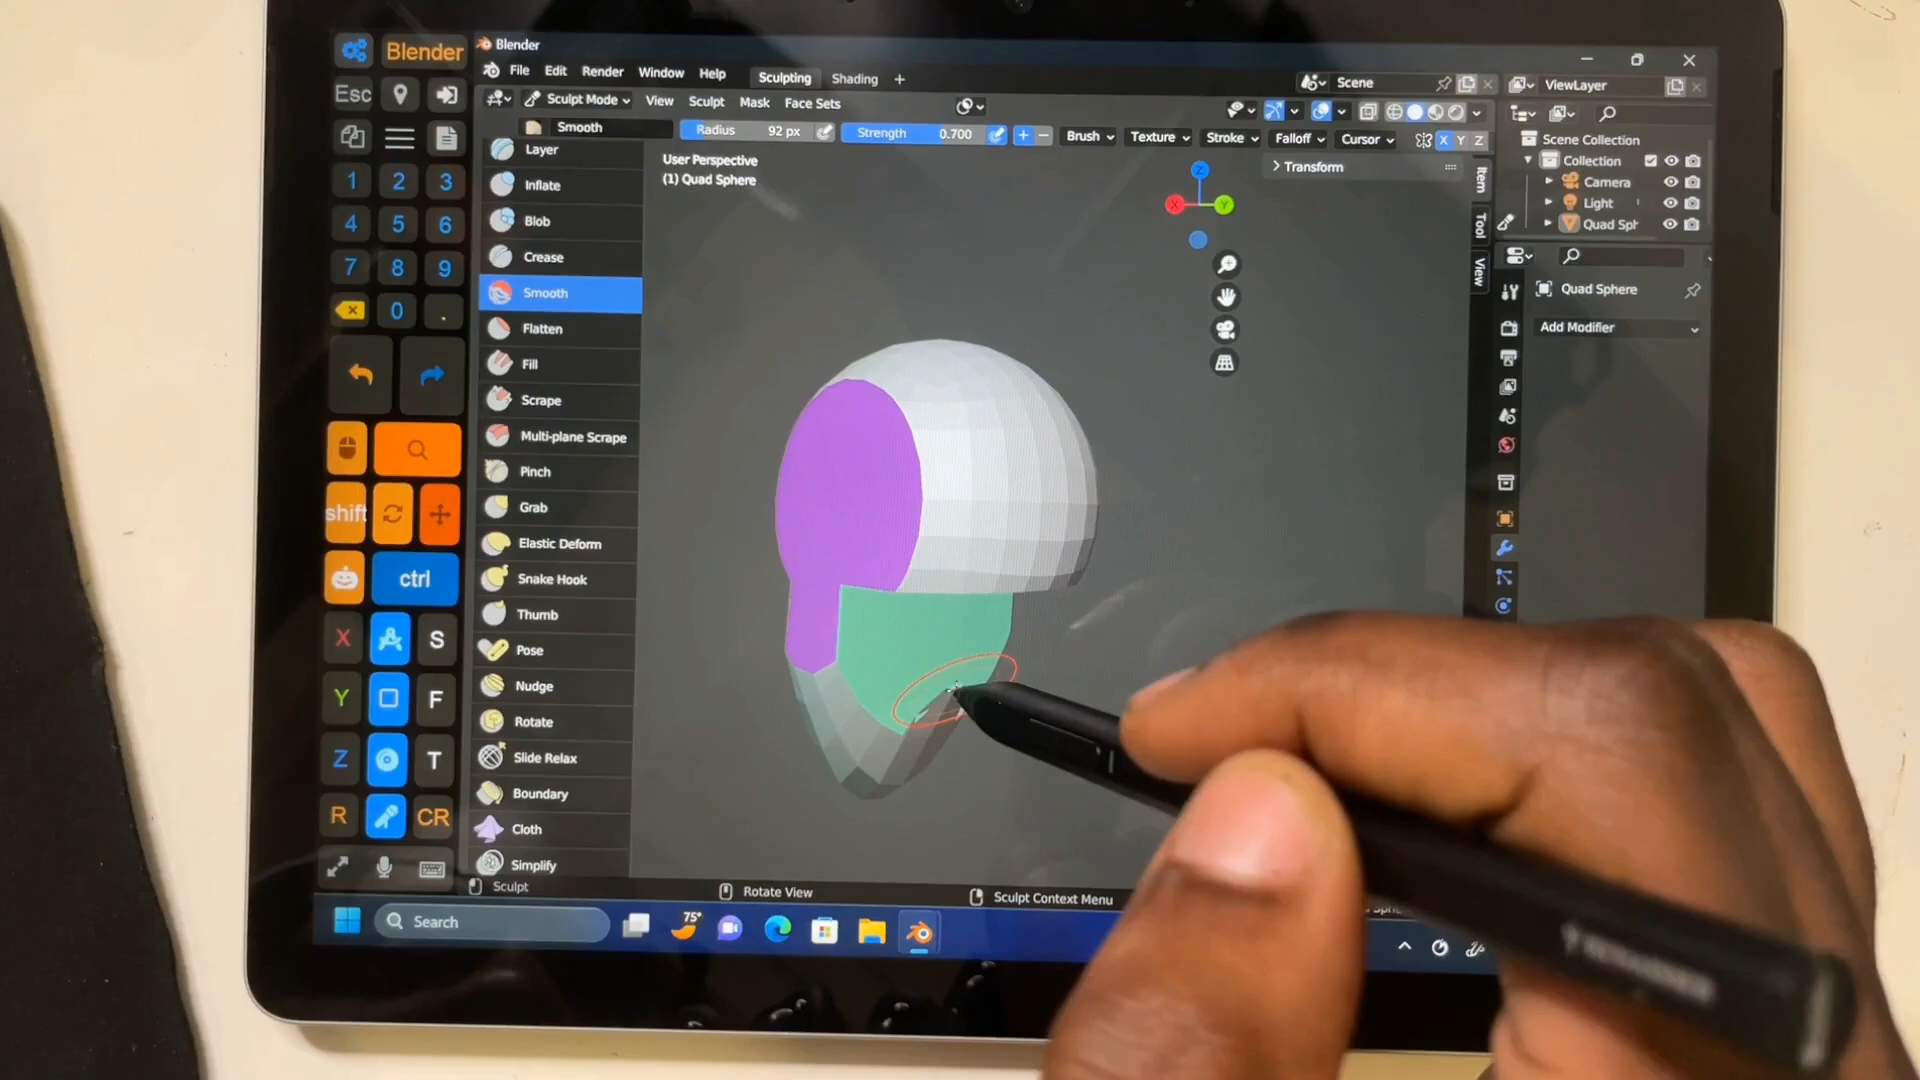 Blender
Esc
1 2 3
4 5 6
7 8 9
0 .
shift
ctrl
X S
Y F
Z T
R CR
Blender
File Edit Render Window Help Sculpting Shading +
Scene
ViewLayer
Sculpt Mode View Sculpt Mask Face Sets
Smooth Radius 92 px Strength 0.700 + − Brush Texture Stroke Falloff Cursor X Y Z
User Perspective
(1) Quad Sphere
> Transform
Z
X Y
Item
Tool
View
Layer
Inflate
Blob
Crease
Smooth
Flatten
Fill
Scrape
Multi-plane Scrape
Pinch
Grab
Elastic Deform
Snake Hook
Thumb
Pose
Nudge
Rotate
Slide Relax
Boundary
Cloth
Simplify
Scene Collection
Collection
Camera
Light
Quad Spl
Quad Sphere
Add Modifier
Sculpt Rotate View Sculpt Context Menu
Search
75°